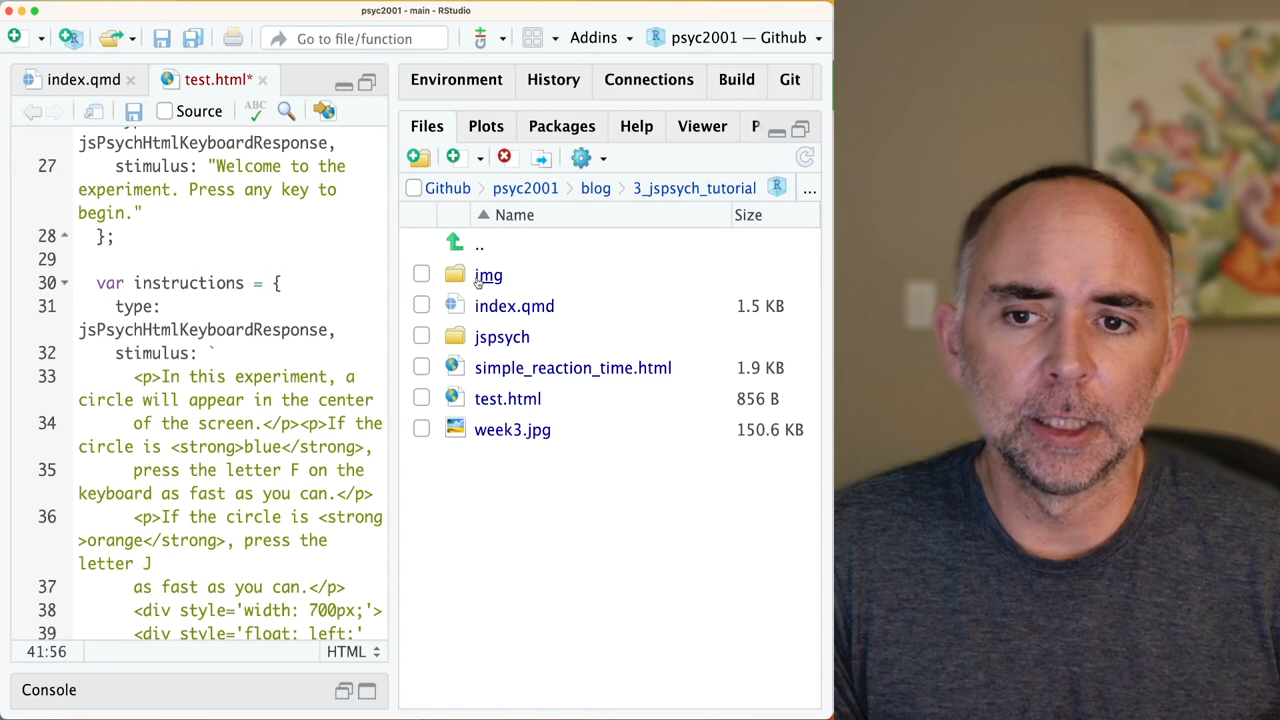 psyc2001 - main - RStudio
Go to file/function
Addins
psyc2001 — Github
index.qmd
test.html*
Source
ABC
jsPsychHtmlKeyboardResponse,
27 stimulus: "Welcome to the
experiment. Press any key to
begin."
28 };
29
30 var instructions = {
31 type:
jsPsychHtmlKeyboardResponse,
32 stimulus: `
33 <p>In this experiment, a
circle will appear in the center
34 of the screen.</p><p>If the
circle is <strong>blue</strong>,
35 press the letter F on the
keyboard as fast as you can.</p>
36 <p>If the circle is <strong
>orange</strong>, press the
letter J
37 as fast as you can.</p>
38 <div style='width: 700px;'>
39 <div style='float: left;'
41:56
HTML
Console
Environment
History
Connections
Build
Git
Files
Plots
Packages
Help
Viewer
P
Github
psyc2001
blog
3_jspsych_tutorial
...
Name
Size
..
img
index.qmd 1.5 KB
jspsych
simple_reaction_time.html 1.9 KB
test.html 856 B
week3.jpg 150.6 KB